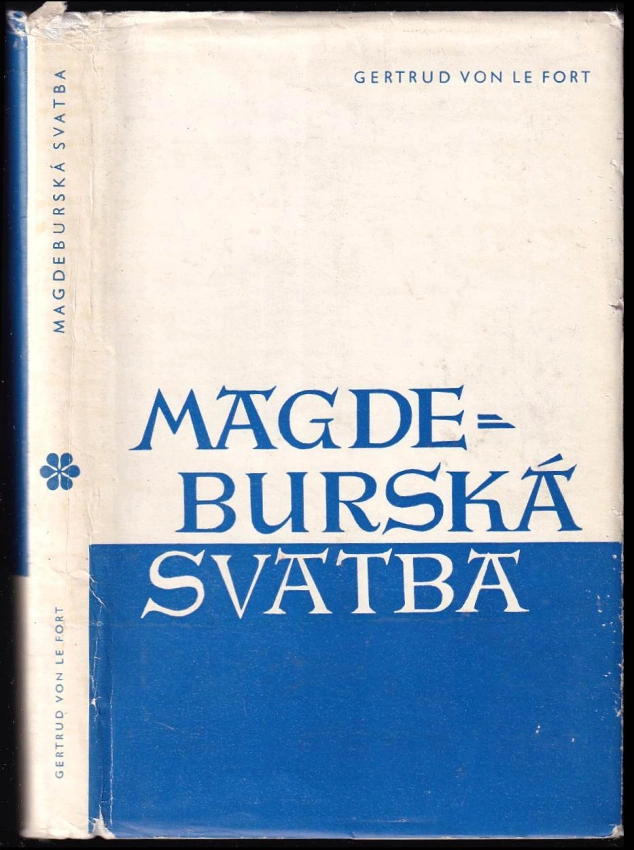 GERTRUD VON LE FORT
MAGDE=
BURSKÁ
SVATBA
MAGDEBURSKÁ SVATBA
GERTRUD VON LE FORT